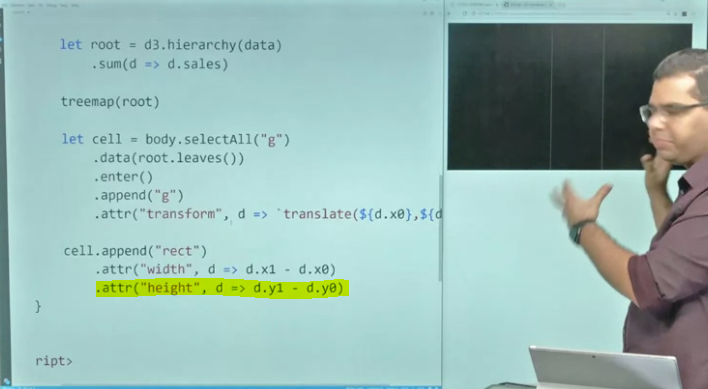 let root = d3.hierarchy(data)
.sum(d => d.sales)
treemap(root)
let cell = body.selectAll("g")
.data(root.leaves())
.enter()
.append("g")
.attr("transform", d => `translate(${d.x0},${d
cell.append("rect")
.attr("width", d => d.x1 - d.x0)
.attr("height", d => d.y1 - d.y0)
}
ript>